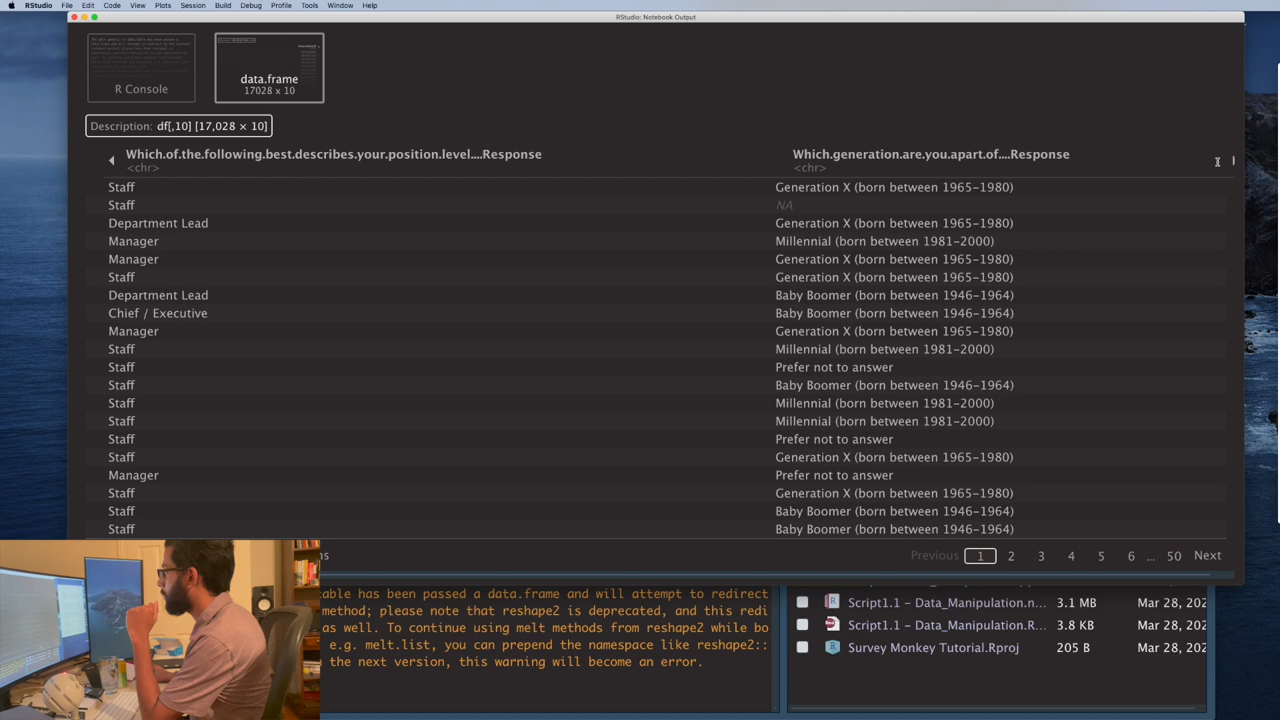 RStudio File Edit Code View Plots Session Build Debug Profile Tools Window Help
RStudio: Notebook Output
R Console
data.frame
17028 x 10
Description: df[,10] [17,028 × 10]
Which.of.the.following.best.describes.your.position.level....Response Which.generation.are.you.apart.of....Response
<chr> <chr>
Staff Generation X (born between 1965-1980)
Staff NA
Department Lead Generation X (born between 1965-1980)
Manager Millennial (born between 1981-2000)
Manager Generation X (born between 1965-1980)
Staff Generation X (born between 1965-1980)
Department Lead Baby Boomer (born between 1946-1964)
Chief / Executive Baby Boomer (born between 1946-1964)
Manager Generation X (born between 1965-1980)
Staff Millennial (born between 1981-2000)
Staff Prefer not to answer
Staff Baby Boomer (born between 1946-1964)
Staff Millennial (born between 1981-2000)
Staff Millennial (born between 1981-2000)
Staff Prefer not to answer
Staff Generation X (born between 1965-1980)
Manager Prefer not to answer
Staff Generation X (born between 1965-1980)
Staff Baby Boomer (born between 1946-1964)
Staff Baby Boomer (born between 1946-1964)
Previous 1 2 3 4 5 6 ... 50 Next
able has been passed a data.frame and will attempt to redirect
method; please note that reshape2 is deprecated, and this redi
as well. To continue using melt methods from reshape2 while bo
e.g. melt.list, you can prepend the namespace like reshape2::
the next version, this warning will become an error.
Script1.1 – Data_Manipulation.n... 3.1 MB Mar 28, 202
Script1.1 – Data_Manipulation.R... 3.8 KB Mar 28, 202
Survey Monkey Tutorial.Rproj 205 B Mar 28, 202